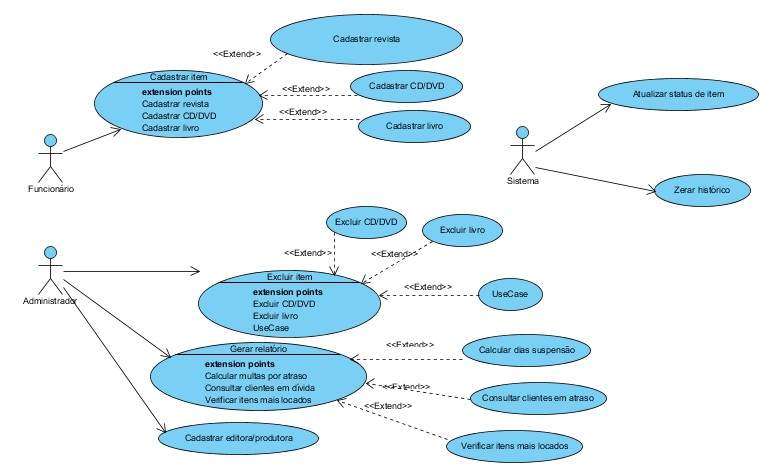 Cadastrar revista
<<Extend>>
Cadastrar item
extension points
Cadastrar revista
Cadastrar CD/DVD
Cadastrar livro
<<Extend>>
Cadastrar CD/DVD
<<Extend>>
Cadastrar livro
Funcionário
Atualizar status de item
Sistema
Zerar histórico
Excluir CD/DVD
Excluir livro
<<Extend>>
<<Extend>>
Administrador
Excluir item
extension points
Excluir CD/DVD
Excluir livro
UseCase
<<Extend>>
UseCase
Gerar relatório
extension points
Calcular multas por atraso
Consultar clientes em dívida
Verificar itens mais locados
<<Extend>>
Calcular dias suspensão
<<Extend>>
Consultar clientes em atraso
<<Extend>>
Verificar itens mais locados
Cadastrar editora/produtora